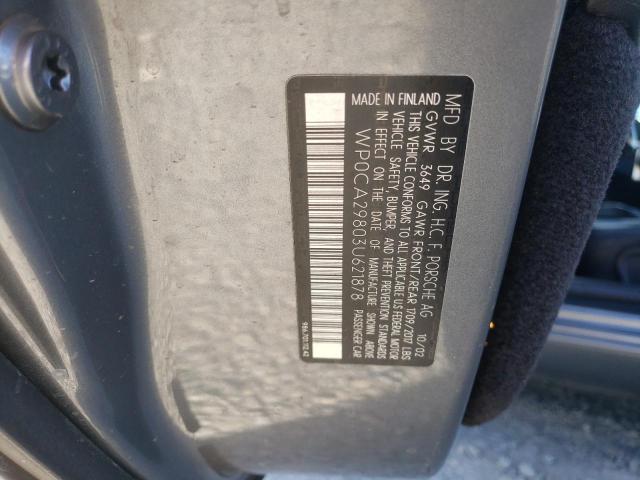 MFD BY DR. ING. H.C. F. PORSCHE AG 10/02
GVWR 3649 GAWR FRONT/REAR 1709/2017 LBS
MADE IN FINLAND
THIS VEHICLE CONFORMS TO ALL APPLICABLE US FEDERAL MOTOR
VEHICLE SAFETY, BUMPER, AND THEFT PREVENTION STANDARDS
IN EFFECT ON THE DATE OF MANUFACTURE SHOWN ABOVE
WP0CA29803U621878 PASSENGER CAR